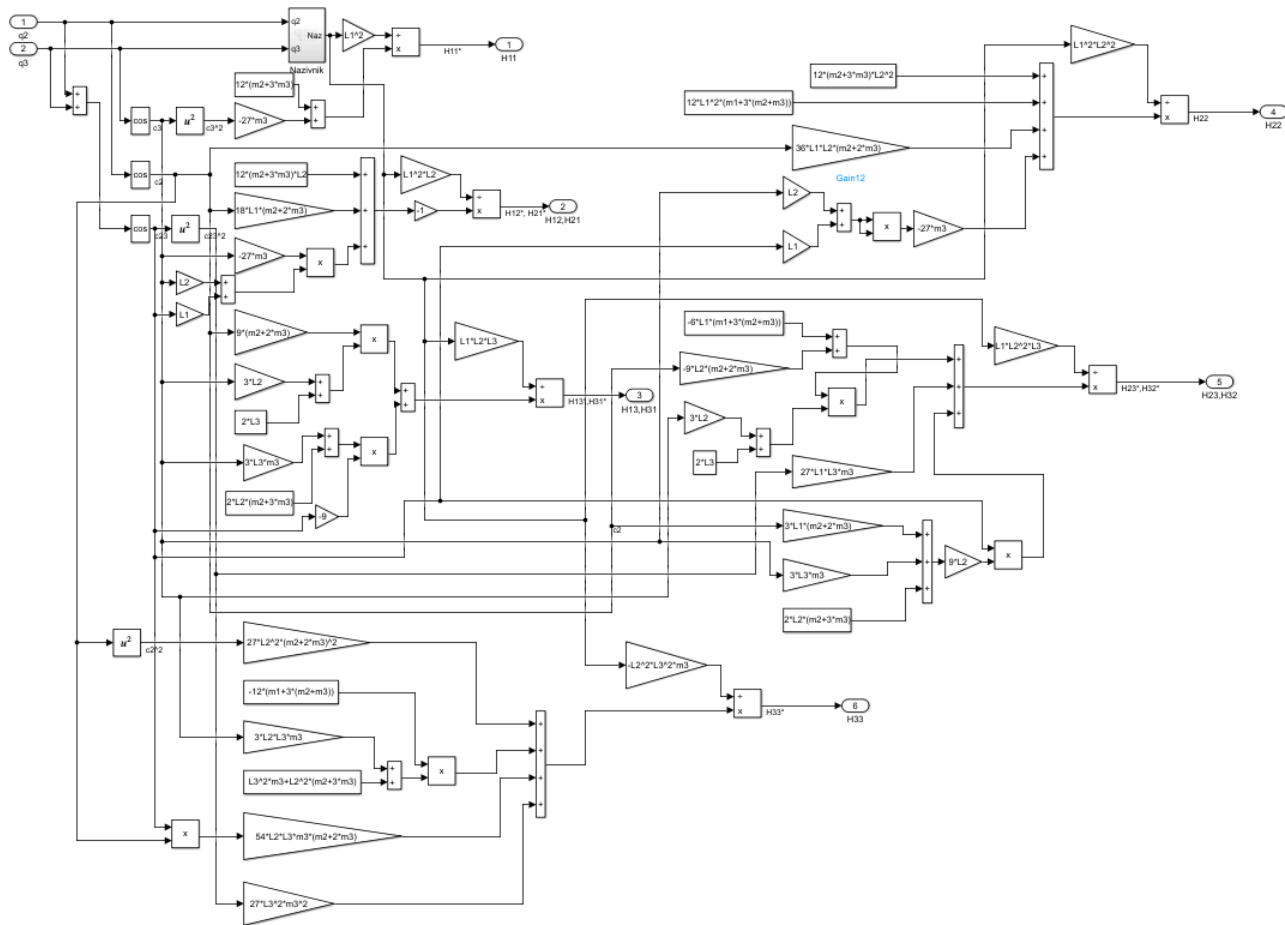 1
q2
2
q3
q2
q3
Naz
Nazivnik
L1^2
÷
x
H11*
1
H11
+
+
12*(m2+3*m3)
+
+
cos
c3
u²
c3^2
-27*m3
cos
c2
12*(m2+3*m3)*L2
+
+
+
L1^2*L2
÷
x
H12*, H21*
2
H12,H21
18*L1*(m2+2*m3)
-1
cos
c23
u²
c23^2
-27*m3
x
L2
+
+
L1
9*(m2+2*m3)
x
L1*L2*L3
÷
x
H13*,H31*
3
H13,H31
3*L2
+
+
+
+
2*L3
3*L3*m3
+
+
x
2*L2*(m2+3*m3)
-9
L1^2*L2^2
12*(m2+3*m3)*L2^2
+
+
+
+
12*L1^2*(m1+3*(m2+m3))
÷
x
H22
4
H22
36*L1*L2*(m2+2*m3)
Gain12
L2
+
+
x
-27*m3
L1
-6*L1*(m1+3*(m2+m3))
+
+
L1*L2^2*L3
÷
x
H23*,H32*
5
H23,H32
-9*L2*(m2+2*m3)
+
+
+
x
3*L2
+
+
2*L3
27*L1*L3*m3
c2
3*L1*(m2+2*m3)
+
+
+
9*L2
x
3*L3*m3
2*L2*(m2+3*m3)
u²
c2^2
27*L2^2*(m2+2*m3)^2
-L2^2*L3^2*m3
÷
x
H33*
6
H33
-12*(m1+3*(m2+m3))
+
+
+
+
3*L2*L3*m3
+
+
x
L3^2*m3+L2^2*(m2+3*m3)
x
54*L2*L3*m3*(m2+2*m3)
27*L3^2*m3^2